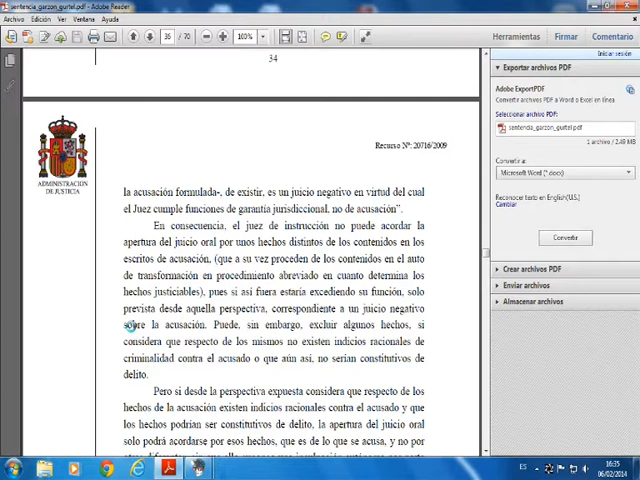 sentencia_garzon_gurtel.pdf - Adobe Reader
Archivo Edición Ver Ventana Ayuda
36 / 70 100% Herramientas Firmar Comentario
Iniciar sesión
34
Exportar archivos PDF
Adobe ExportPDF
Convertir archivos PDF a Word o Excel en línea
Seleccionar archivo PDF:
sentencia_garzon_gurtel.pdf
1 archivo / 2.49 MB
Convertir a:
Microsoft Word (*.docx)
Reconocer texto en English(U.S.)
Cambiar
Convertir
Crear archivos PDF
Enviar archivos
Almacenar archivos
ADMINISTRACION
DE JUSTICIA
Recurso Nº: 20716/2009
la acusación formulada-, de existir, es un juicio negativo en virtud del cual
el Juez cumple funciones de garantía jurisdiccional, no de acusación".
En consecuencia, el juez de instrucción no puede acordar la
apertura del juicio oral por unos hechos distintos de los contenidos en los
escritos de acusación, (que a su vez proceden de los contenidos en el auto
de transformación en procedimiento abreviado en cuanto determina los
hechos justiciables), pues si así fuera estaría excediendo su función, solo
prevista desde aquella perspectiva, correspondiente a un juicio negativo
sobre la acusación. Puede, sin embargo, excluir algunos hechos, si
considera que respecto de los mismos no existen indicios racionales de
criminalidad contra el acusado o que aún así, no serían constitutivos de
delito.
Pero si desde la perspectiva expuesta considera que respecto de los
hechos de la acusación existen indicios racionales contra el acusado y que
los hechos podrían ser constitutivos de delito, la apertura del juicio oral
solo podrá acordarse por esos hechos, que es de lo que se acusa, y no por
ES
16:35
06/02/2014